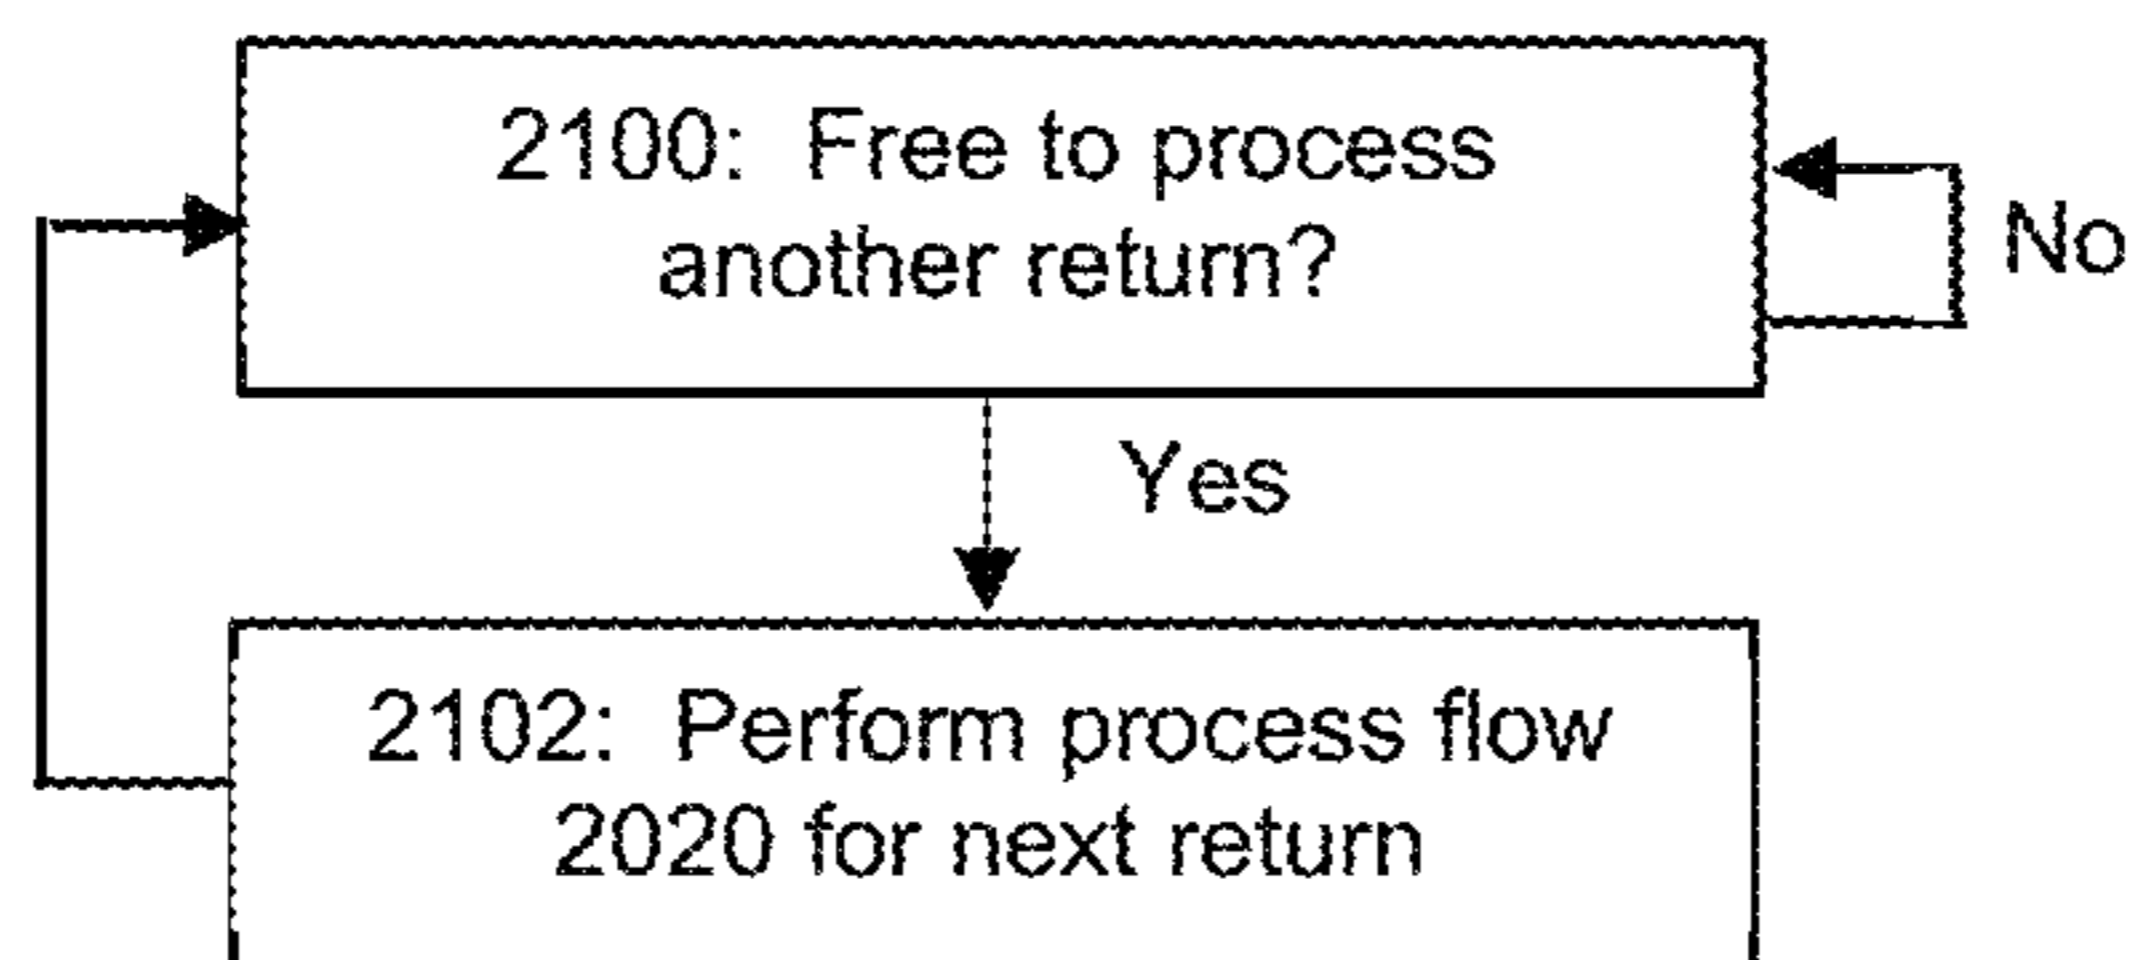 2100: Free to process
another return?
No
Yes
2102: Perform process flow
2020 for next return